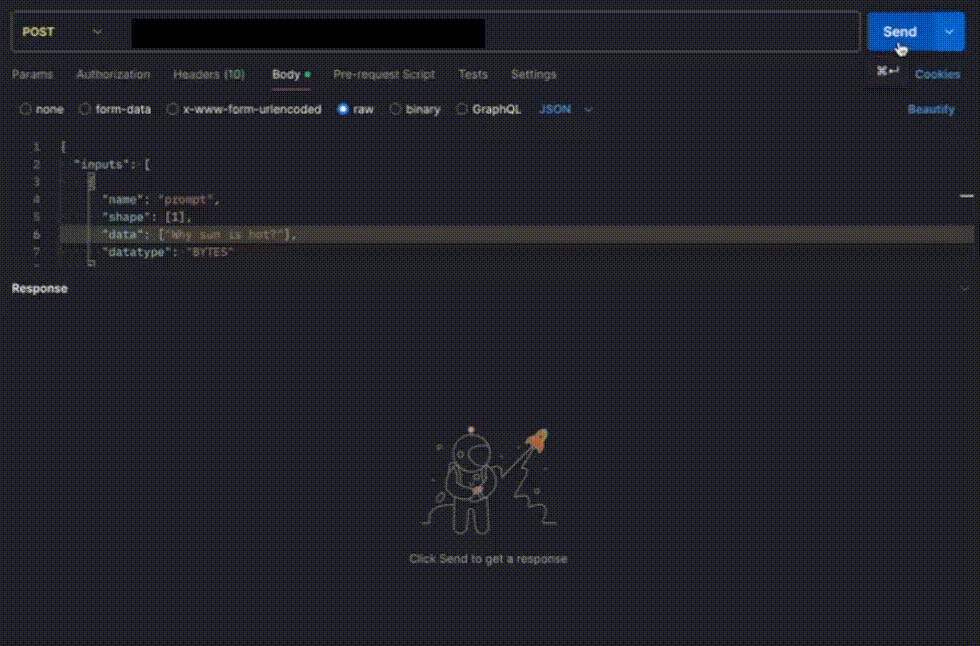 POST
Send
Params Authorization Headers (10) Body Pre-request Script Tests Settings ⌘↵ Cookies
none form-data x-www-form-urlencoded raw binary GraphQL JSON Beautify
1 {
2 "inputs": [
3 {
4 "name": "prompt",
5 "shape": [1],
6 "data": ["Why sun is hot?"],
7 "datatype": "BYTES"
}
Response
Click Send to get a response